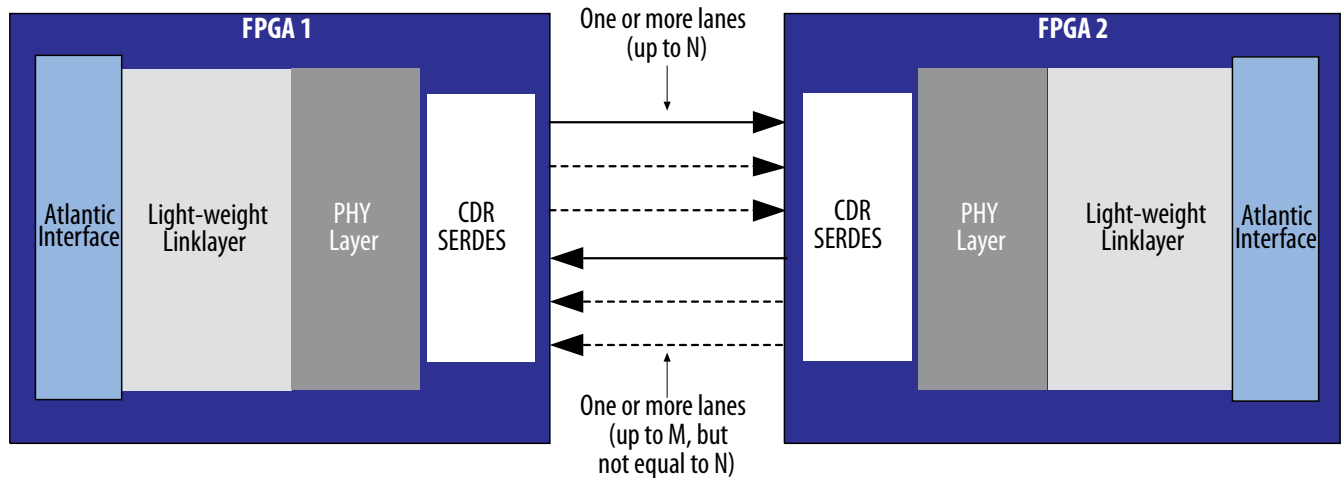 FPGA 1
Atlantic
Interface
Light-weight
Linklayer
PHY
Layer
CDR
SERDES
One or more lanes
(up to N)
One or more lanes
(up to M, but
not equal to N)
FPGA 2
CDR
SERDES
PHY
Layer
Light-weight
Linklayer
Atlantic
Interface